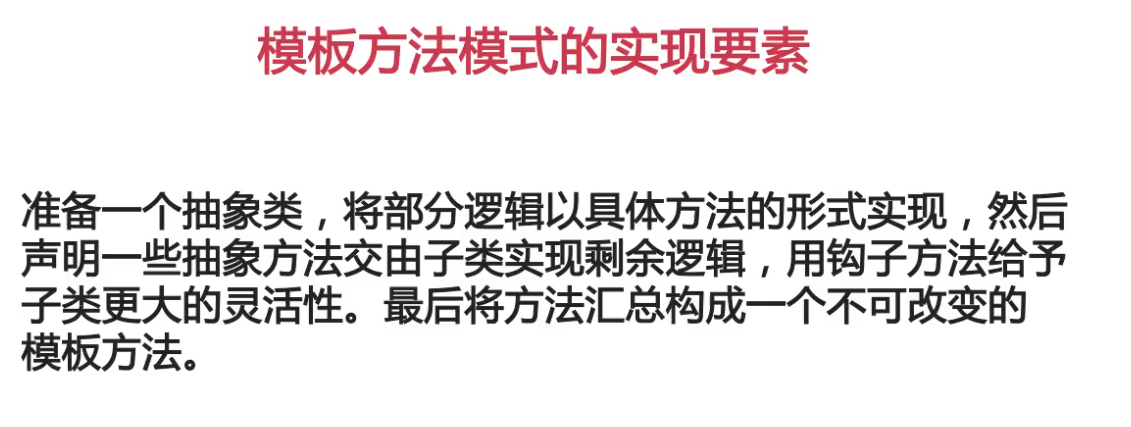 模板方法模式的实现要素
准备一个抽象类，将部分逻辑以具体方法的形式实现，然后
声明一些抽象方法交由子类实现剩余逻辑，用钩子方法给予
子类更大的灵活性。最后将方法汇总构成一个不可改变的
模板方法。